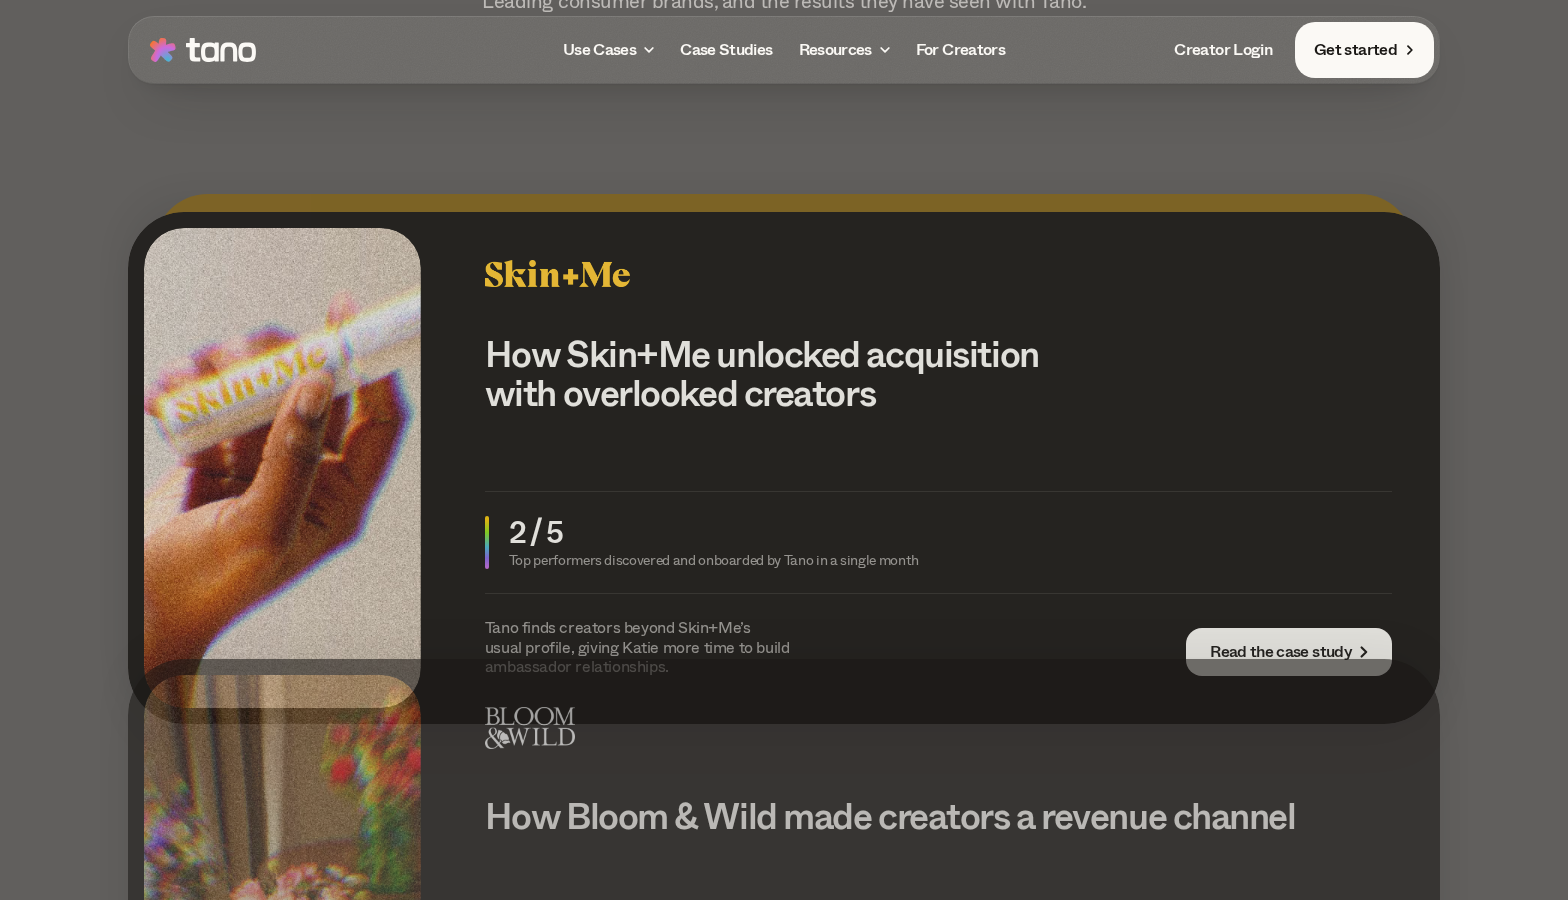 Leading consumer brands, and the results they have seen with Tano.
tano
Use Cases
Case Studies
Resources
For Creators
Creator Login
Get started
Skin+Me
Skin+Me
How Skin+Me unlocked acquisition
with overlooked creators
2 / 5
Top performers discovered and onboarded by Tano in a single month
Tano finds creators beyond Skin+Me's
usual profile, giving Katie more time to build
ambassador relationships.
Read the case study
BLOOM
&WILD
How Bloom & Wild made creators a revenue channel